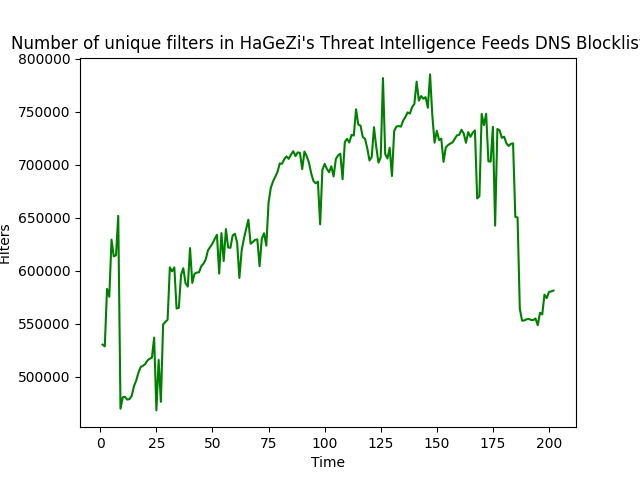 Number of unique filters in HaGeZi's Threat Intelligence Feeds DNS Blocklis
800000
750000
700000
650000
600000
550000
500000
Filters
0 25 50 75 100 125 150 175 200
Time